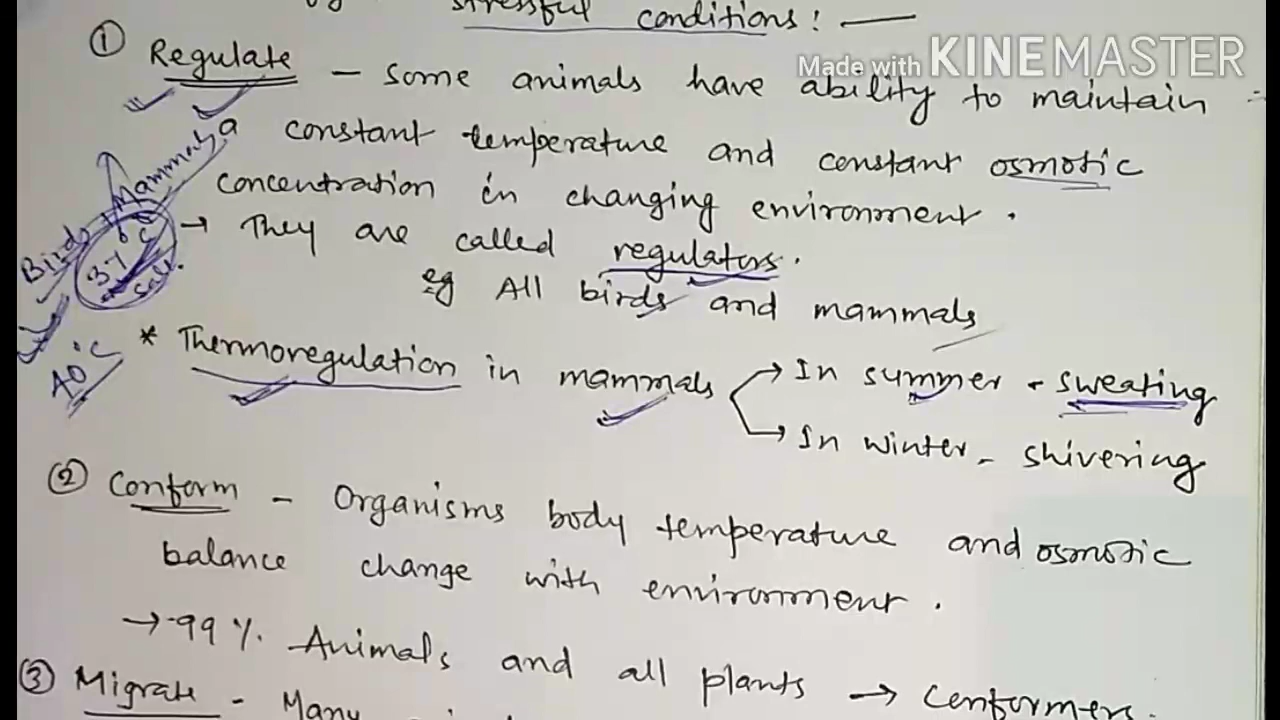 stressful conditions : —
Made with KINEMASTER
① Regulate - Some animals have ability to maintain
a constant temperature and constant osmotic
concentration in changing environment .
→ They are called regulators .
eg All birds and mammals
Birds Mammals
37°C
40°C
* Thermoregulation in mammals → In summer - sweating
→ In winter - shivering
② Conform - Organisms body temperature and osmotic
balance change with environment .
→ 99 % Animals and all plants → Conformers .
③ Migrate - Many